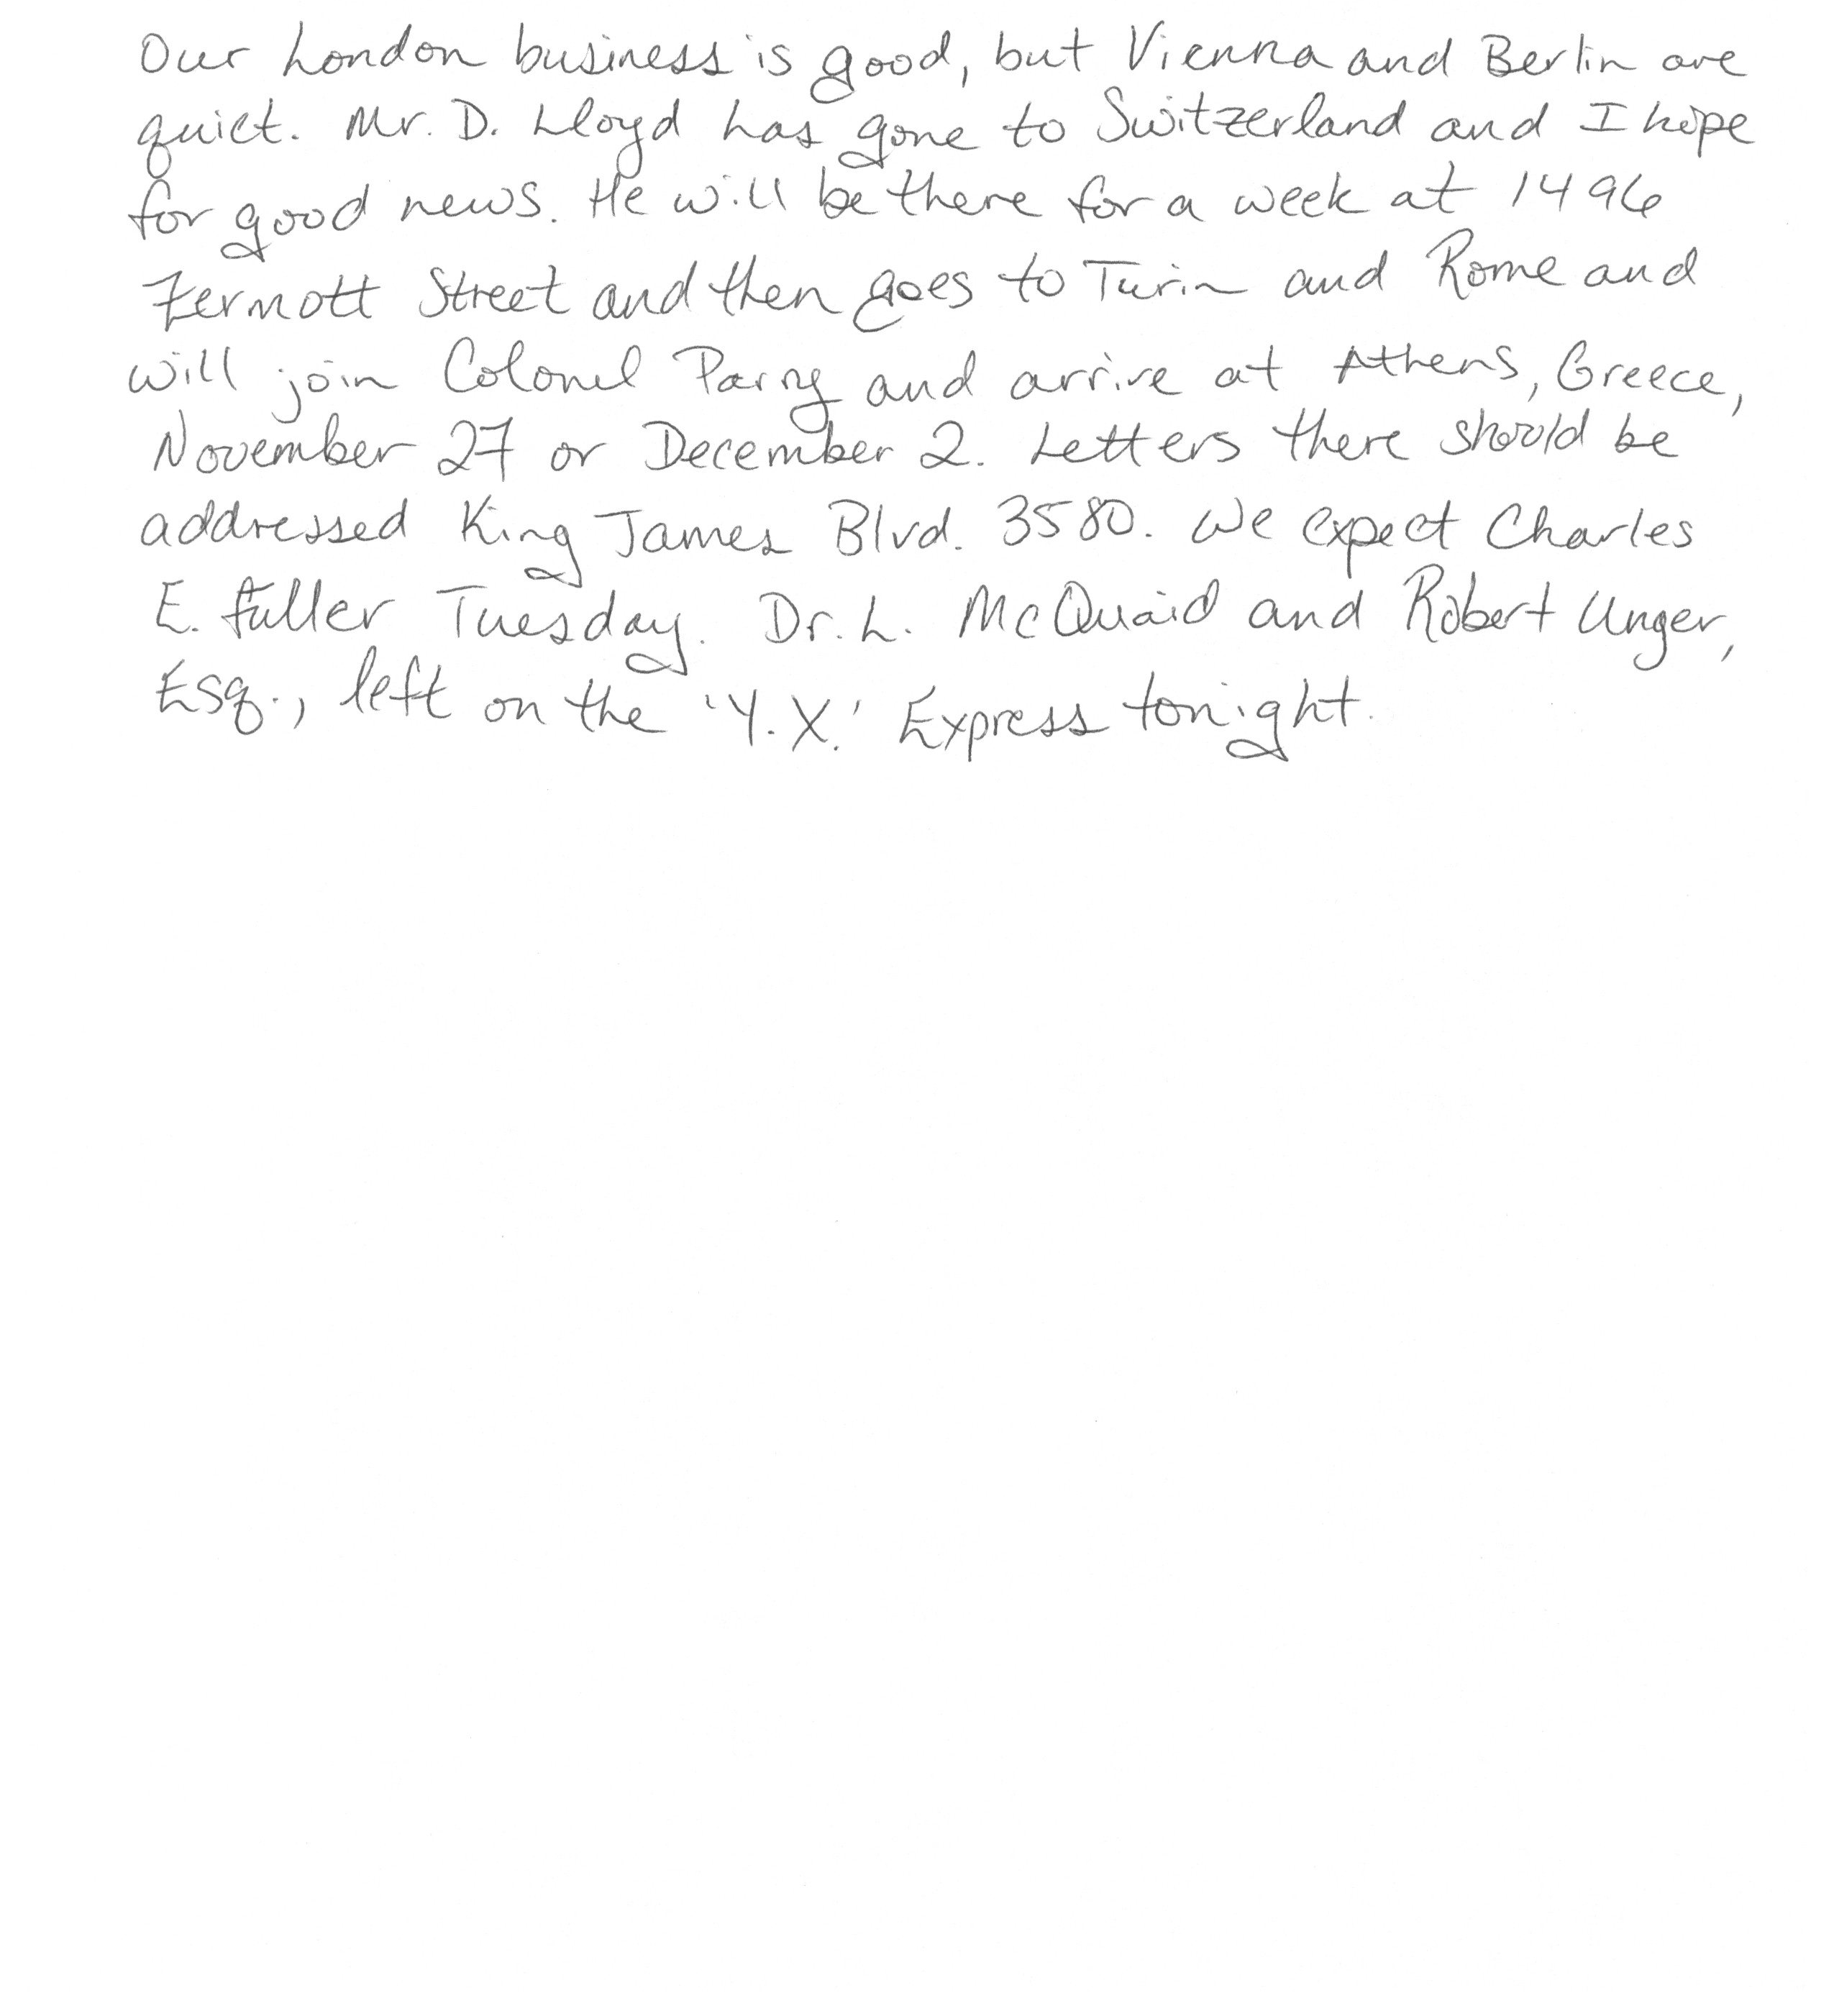 Our London business is good, but Vienna and Berlin are
quiet. Mr. D. Lloyd has gone to Switzerland and I hope
for good news. He will be there for a week at 1496
Zermott Street and then goes to Turin and Rome and
will join Colonel Parry and arrive at Athens, Greece,
November 27 or December 2. Letters there should be
addressed King James Blvd. 3580. We expect Charles
E. Fuller Tuesday. Dr. L. McQuaid and Robert Unger,
Esq., left on the 'Y.X.' Express tonight.